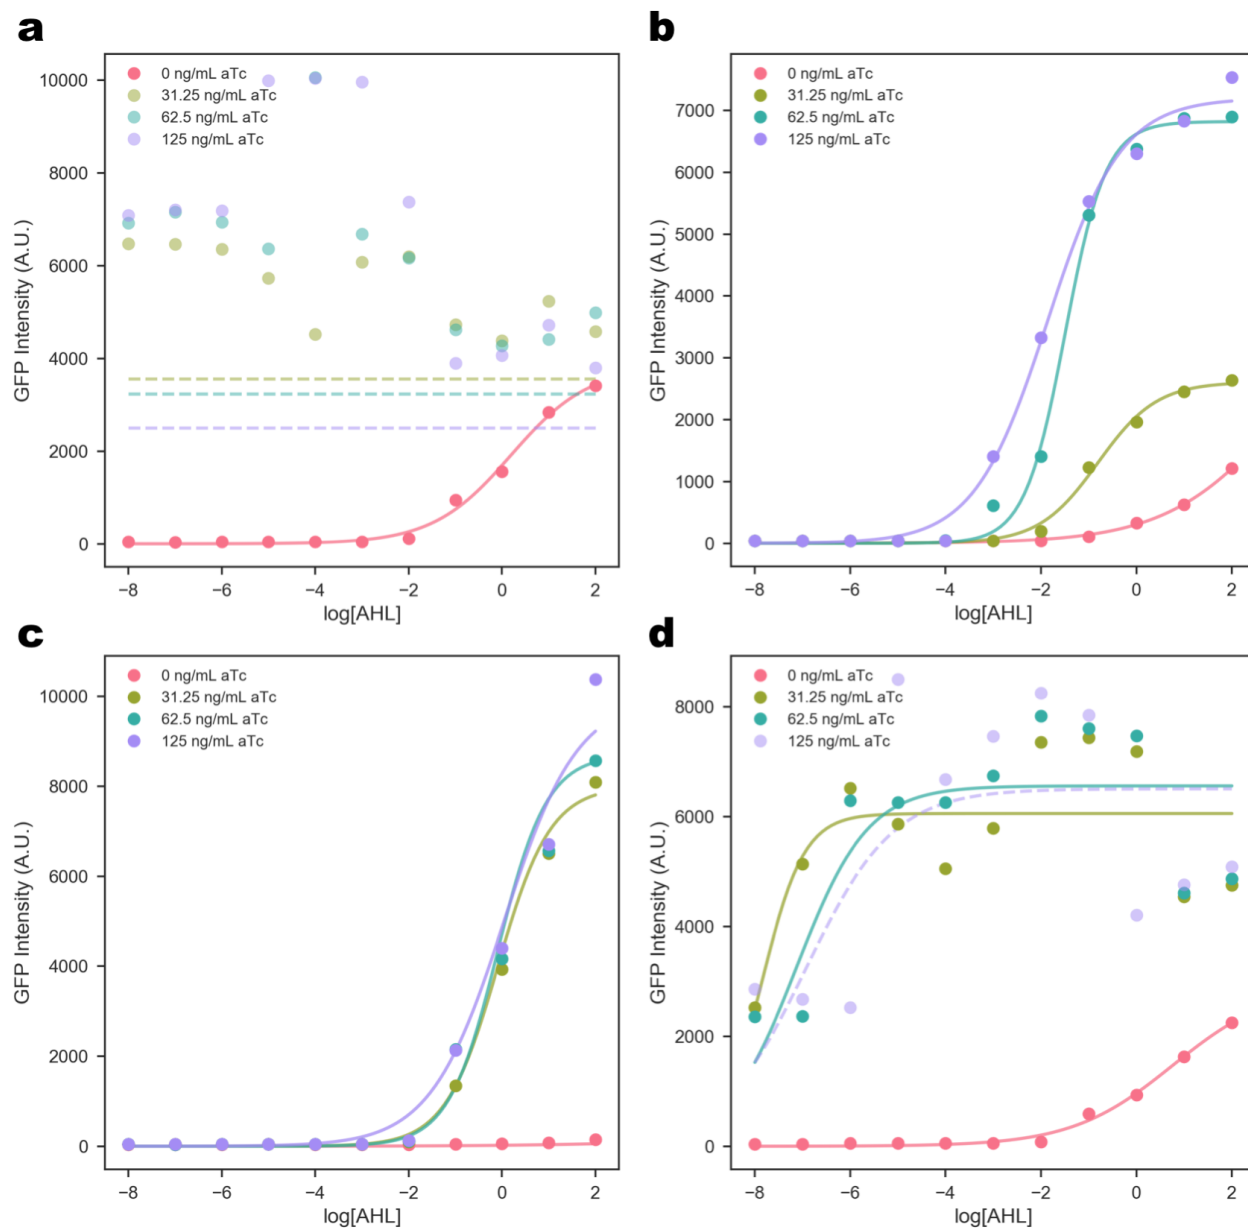 a
0 ng/mL aTc
31.25 ng/mL aTc
62.5 ng/mL aTc
125 ng/mL aTc
GFP Intensity (A.U.)
10000
8000
6000
4000
2000
0
−8 −6 −4 −2 0 2
log[AHL]
b
0 ng/mL aTc
31.25 ng/mL aTc
62.5 ng/mL aTc
125 ng/mL aTc
GFP Intensity (A.U.)
7000
6000
5000
4000
3000
2000
1000
0
−8 −6 −4 −2 0 2
log[AHL]
c
0 ng/mL aTc
31.25 ng/mL aTc
62.5 ng/mL aTc
125 ng/mL aTc
GFP Intensity (A.U.)
10000
8000
6000
4000
2000
0
−8 −6 −4 −2 0 2
log[AHL]
d
0 ng/mL aTc
31.25 ng/mL aTc
62.5 ng/mL aTc
125 ng/mL aTc
GFP Intensity (A.U.)
8000
6000
4000
2000
0
−8 −6 −4 −2 0 2
log[AHL]